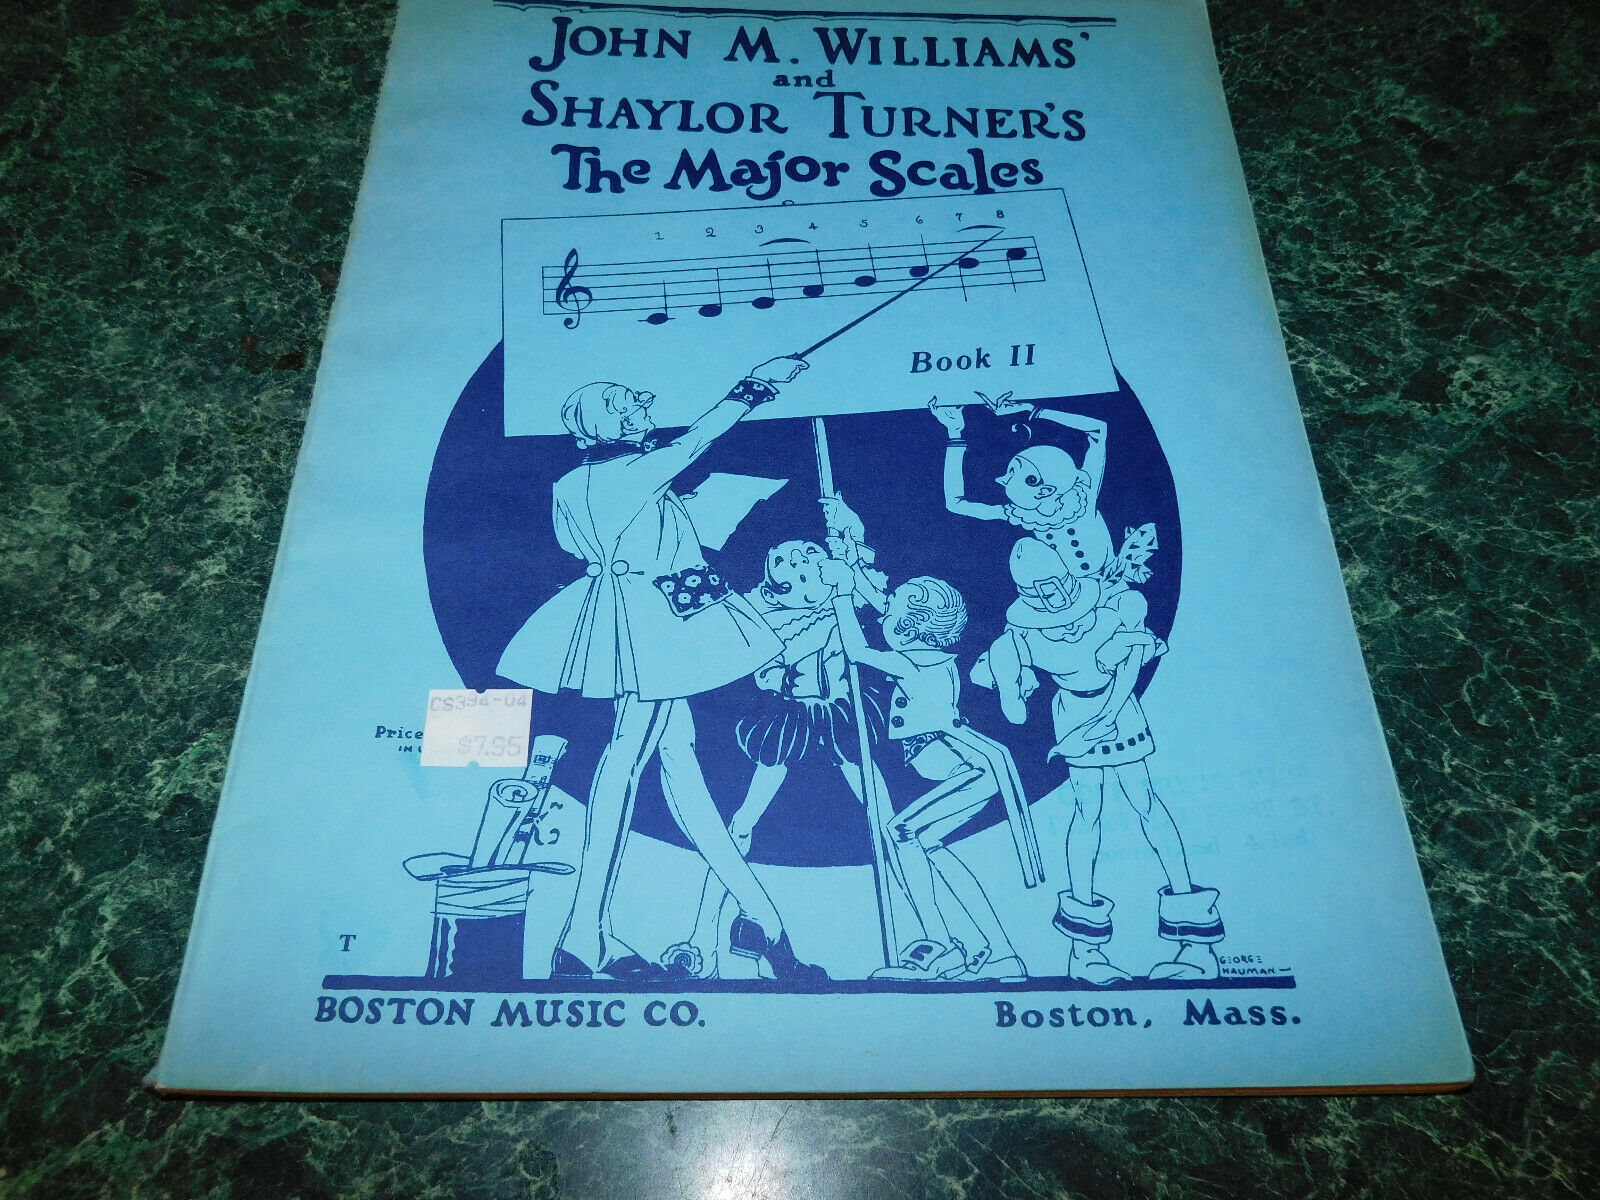 JOHN M. WILLIAMS'
and
SHAYLOR TURNER'S
The Major Scales
1 2 3 4 5 6 7 8
Book II
CS394-04
$7.95
Price
IN U
T
GEORGE
HAUMAN
BOSTON MUSIC CO. Boston, Mass.